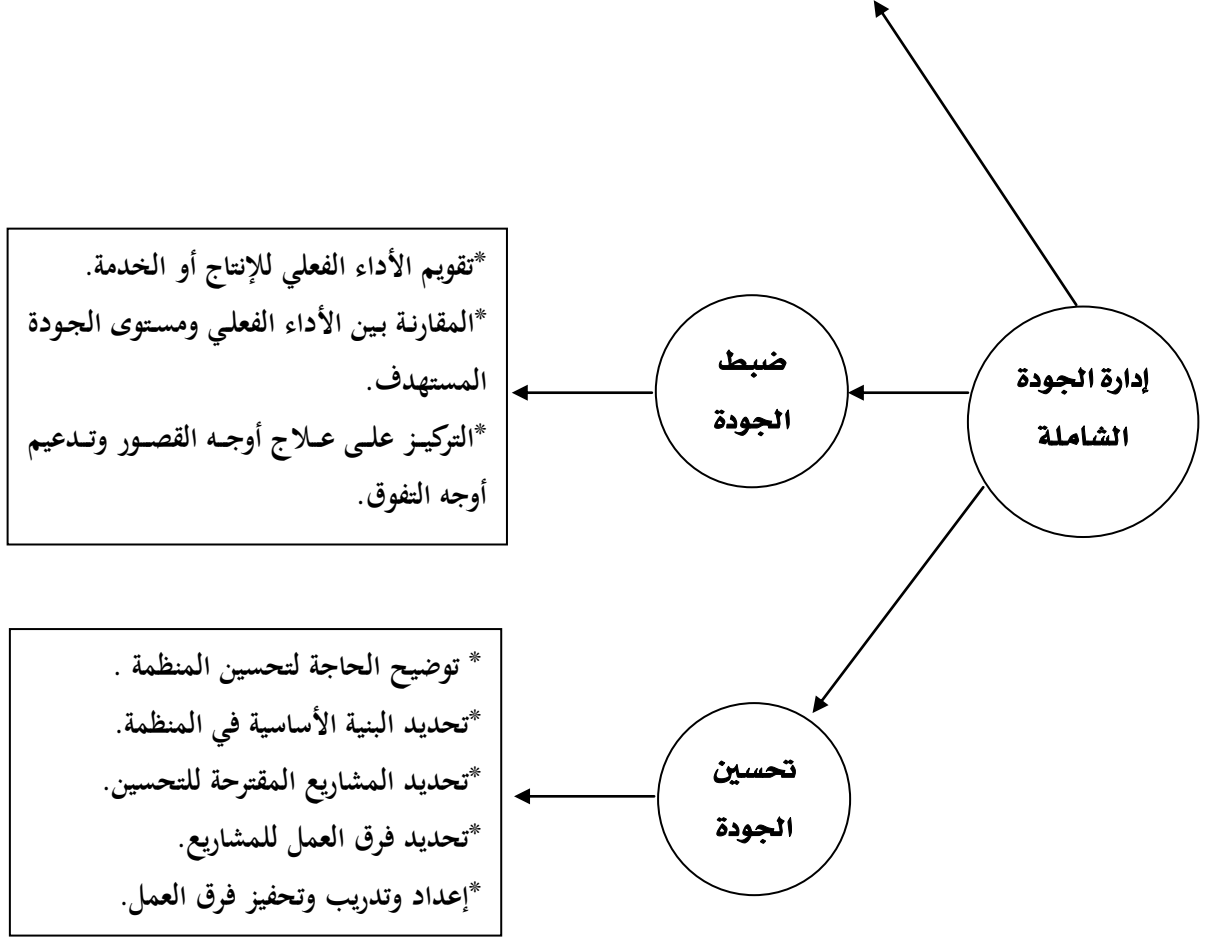 إدارة الجودة
الشاملة
ضبط
الجودة
*تقويم الأداء الفعلي للإنتاج أو الخدمة.
*المقارنة بين الأداء الفعلي ومستوى الجودة
المستهدف.
*التركيز على علاج أوجه القصور وتدعيم
أوجه التفوق.
تحسين
الجودة
* توضيح الحاجة لتحسين المنظمة .
*تحديد البنية الأساسية في المنظمة.
*تحديد المشاريع المقترحة للتحسين.
*تحديد فرق العمل للمشاريع.
*إعداد وتدريب وتحفيز فرق العمل.